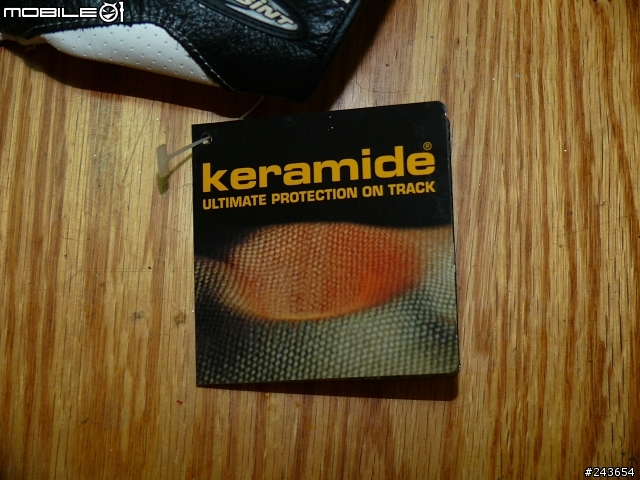 MOBILE01
keramide®
ULTIMATE PROTECTION ON TRACK
#243654